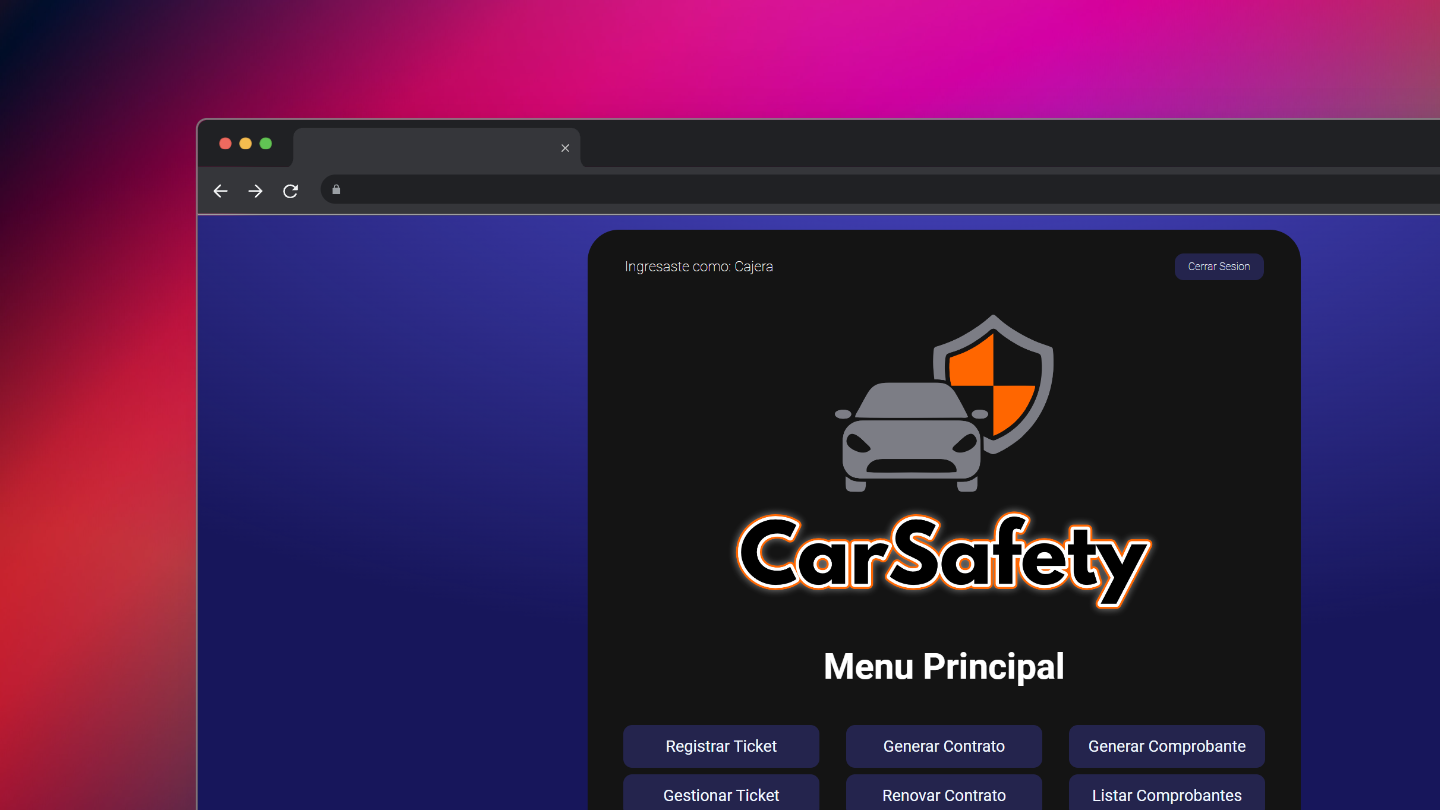 Ingresaste como: Cajera
Cerrar Sesion
CarSafety
Menu Principal
Registrar Ticket
Generar Contrato
Generar Comprobante
Gestionar Ticket
Renovar Contrato
Listar Comprobantes